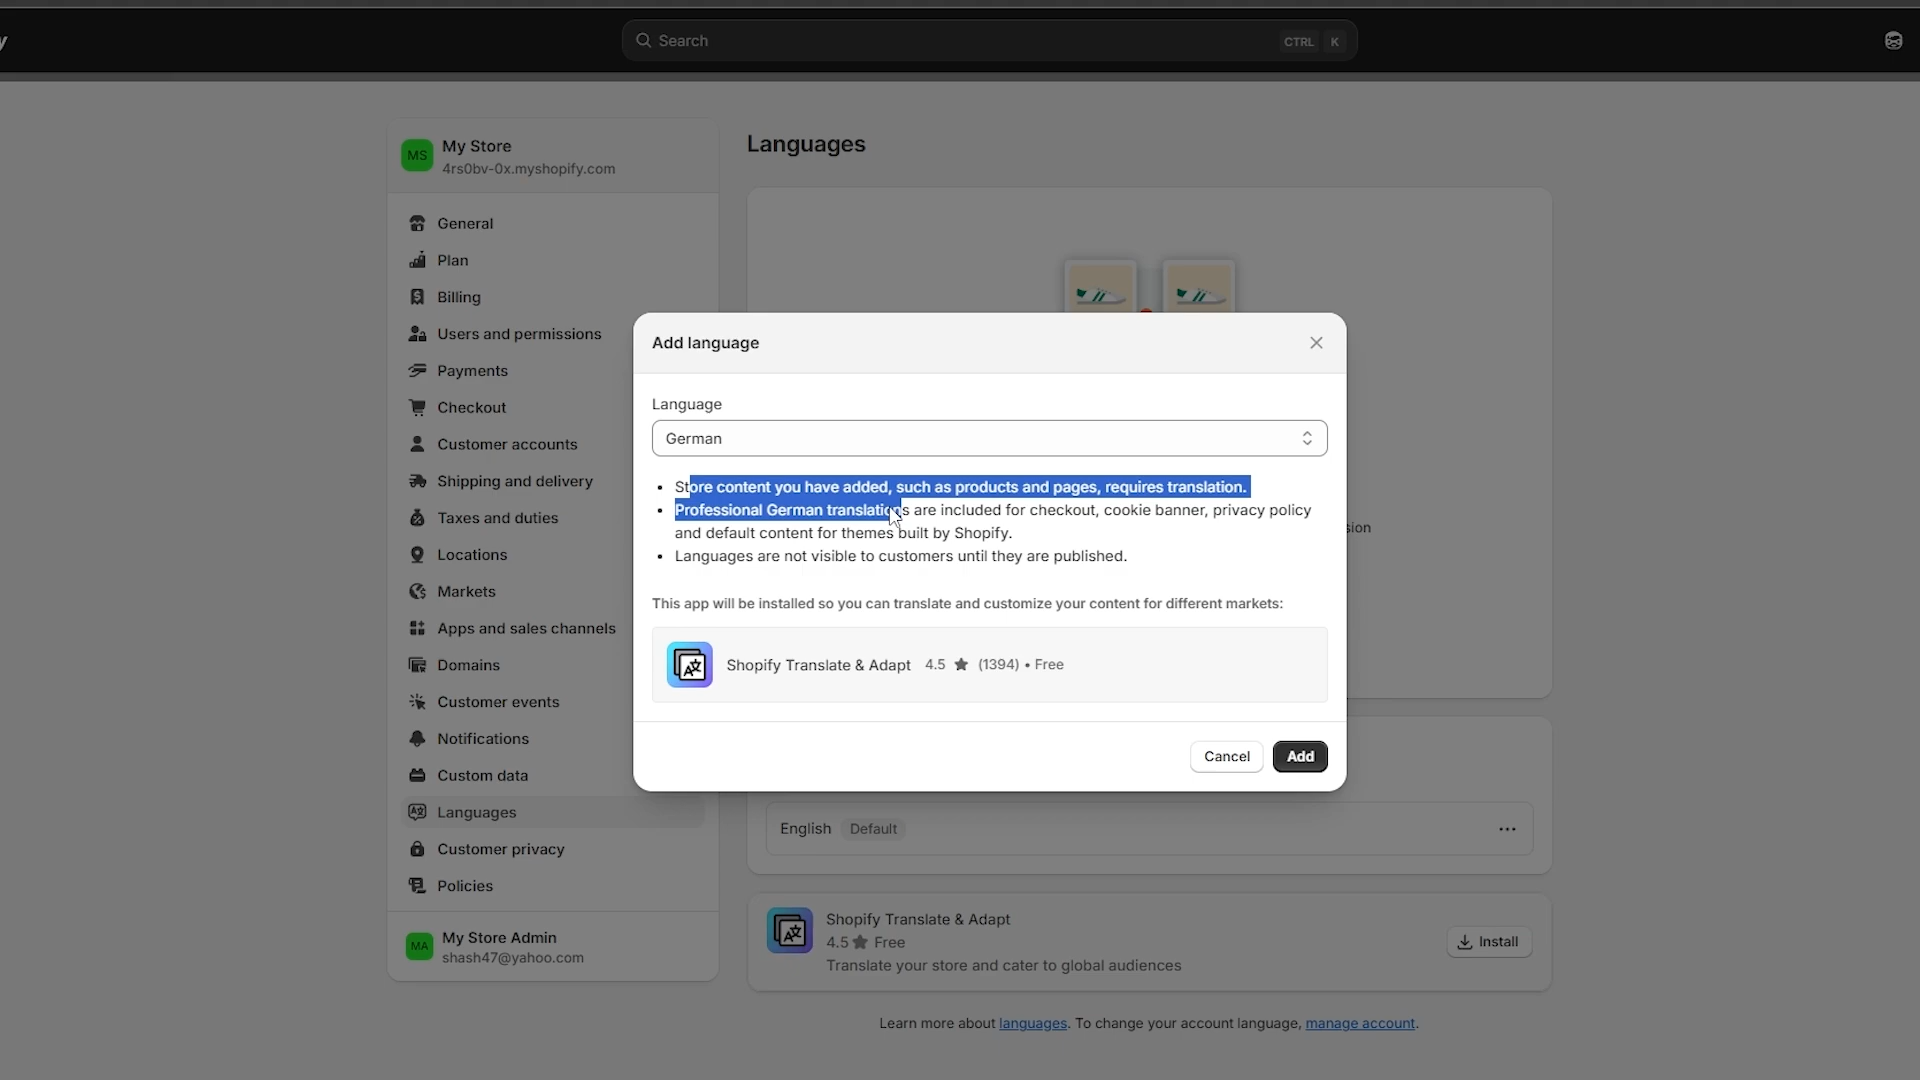 y
Search
CTRL K
MS
My Store
4rs0bv-0x.myshopify.com
General
Plan
Billing
Users and permissions
Payments
Checkout
Customer accounts
Shipping and delivery
Taxes and duties
Locations
Markets
Apps and sales channels
Domains
Customer events
Notifications
Custom data
Languages
Customer privacy
Policies
MA
My Store Admin
shash47@yahoo.com
Languages
Add language
Language
German
• Store content you have added, such as products and pages, requires translation.
• Professional German translations are included for checkout, cookie banner, privacy policy
and default content for themes built by Shopify.
• Languages are not visible to customers until they are published.
This app will be installed so you can translate and customize your content for different markets:
Shopify Translate & Adapt 4.5 ★ (1394) • Free
Cancel Add
sion
English Default
Shopify Translate & Adapt
4.5 ★ Free
Translate your store and cater to global audiences
Install
Learn more about languages. To change your account language, manage account.